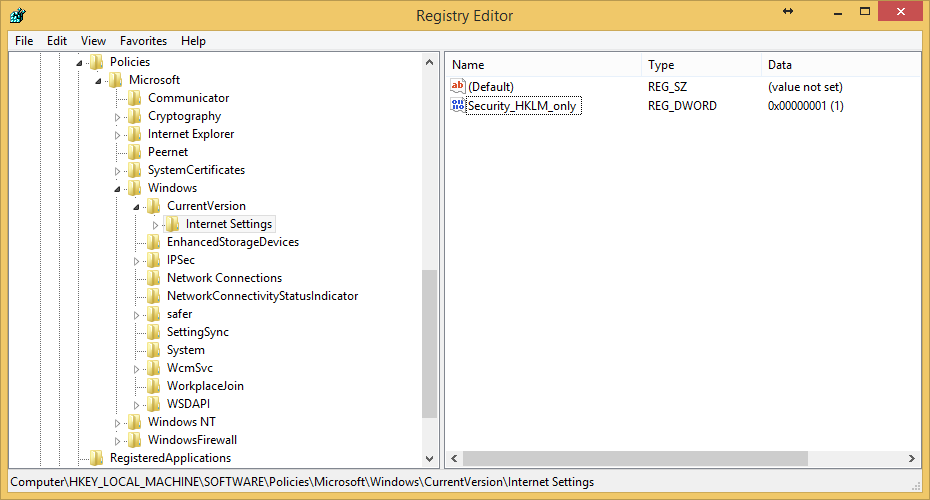 Registry Editor
File Edit View Favorites Help
Policies
Microsoft
Communicator
Cryptography
Internet Explorer
Peernet
SystemCertificates
Windows
CurrentVersion
Internet Settings
EnhancedStorageDevices
IPSec
Network Connections
NetworkConnectivityStatusIndicator
safer
SettingSync
System
WcmSvc
WorkplaceJoin
WSDAPI
Windows NT
WindowsFirewall
RegisteredApplications
Name Type Data
(Default) REG_SZ (value not set)
Security_HKLM_only REG_DWORD 0x00000001 (1)
Computer\HKEY_LOCAL_MACHINE\SOFTWARE\Policies\Microsoft\Windows\CurrentVersion\Internet Settings